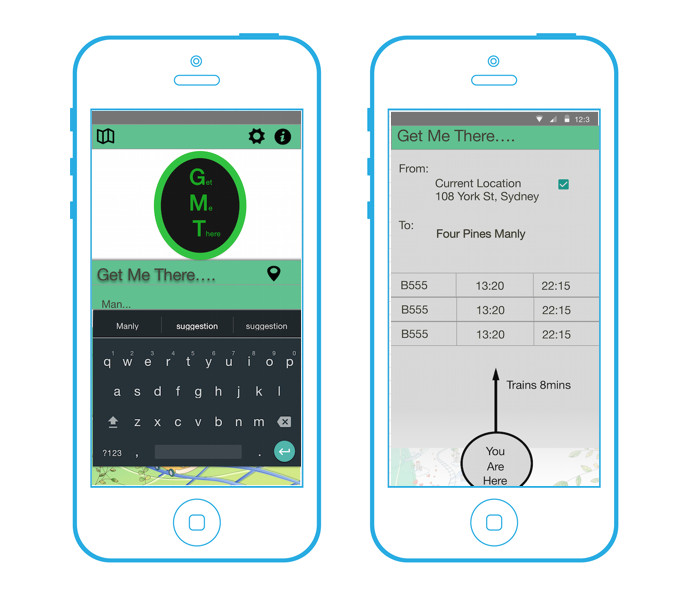 Get
Me
There
Get Me There....
Man...
Manly suggestion suggestion
1 2 3 4 5 6 7 8 9 0
q w e r t y u i o p
a s d f g h j k l
z x c v b n m
?123 , .
12:3
Get Me There....
From:
Current Location
108 York St, Sydney
To:
Four Pines Manly
B555 13:20 22:15
B555 13:20 22:15
B555 13:20 22:15
Trains 8mins
You
Are
Here